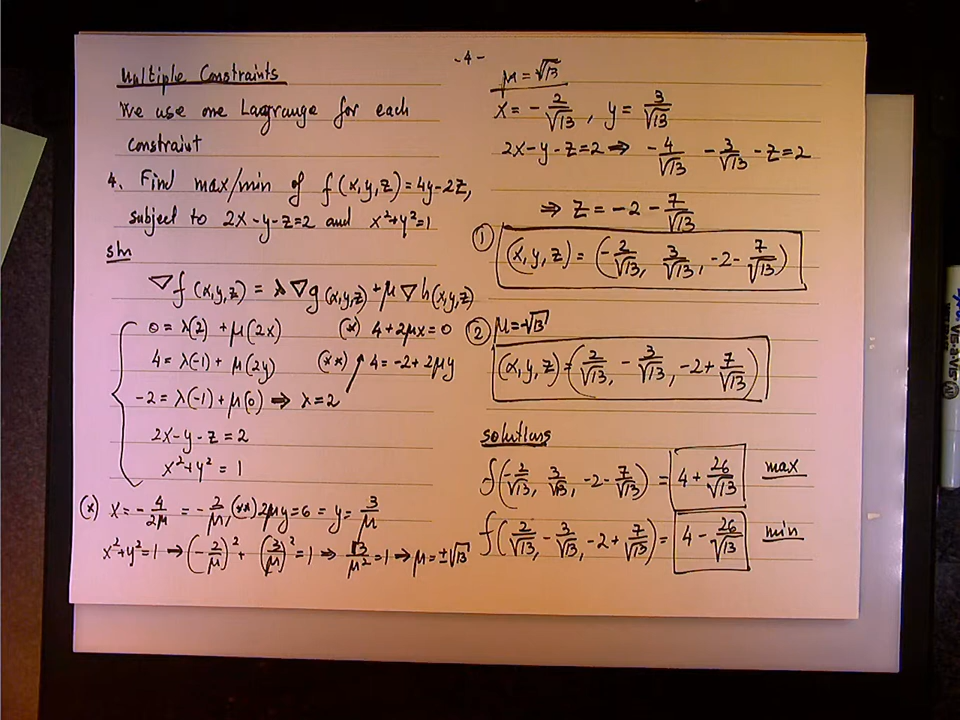 -4-
Multiple Constraints
We use one Lagrange for each
constraint
4. Find max/min of f(x,y,z)=4y-2z,
subject to 2x-y-z=2 and x²+y²=1
sln
∇f(x,y,z) = λ∇g(x,y,z)+μ∇h(x,y,z)
0=λ(2)+μ(2x) (*) 4+2μx=0
4=λ(-1)+μ(2y) (**) 4=-2+2μy
-2=λ(-1)+μ(0) ⇒ λ=2
2x-y-z=2
x²+y²=1
(*) x=-4/2μ = -2/μ, (**) 2μy=6 = y=3/μ
x²+y²=1 ⇒ (-2/μ)²+(3/μ)²=1 ⇒ 13/μ²=1 ⇒ μ=±√13
μ=√13
x=-2/√13, y=3/√13
2x-y-z=2 ⇒ -4/√13 -3/√13 -z=2
⇒ z=-2-7/√13
① (x,y,z)=(-2/√13, 3/√13, -2-7/√13)
② μ=-√13
(x,y,z)=(2/√13, -3/√13, -2+7/√13)
solutions
f(-2/√13, 3/√13, -2-7/√13) = 4+26/√13 max
f(2/√13, -3/√13, -2+7/√13) = 4-26/√13 min
VIS-à-VIS